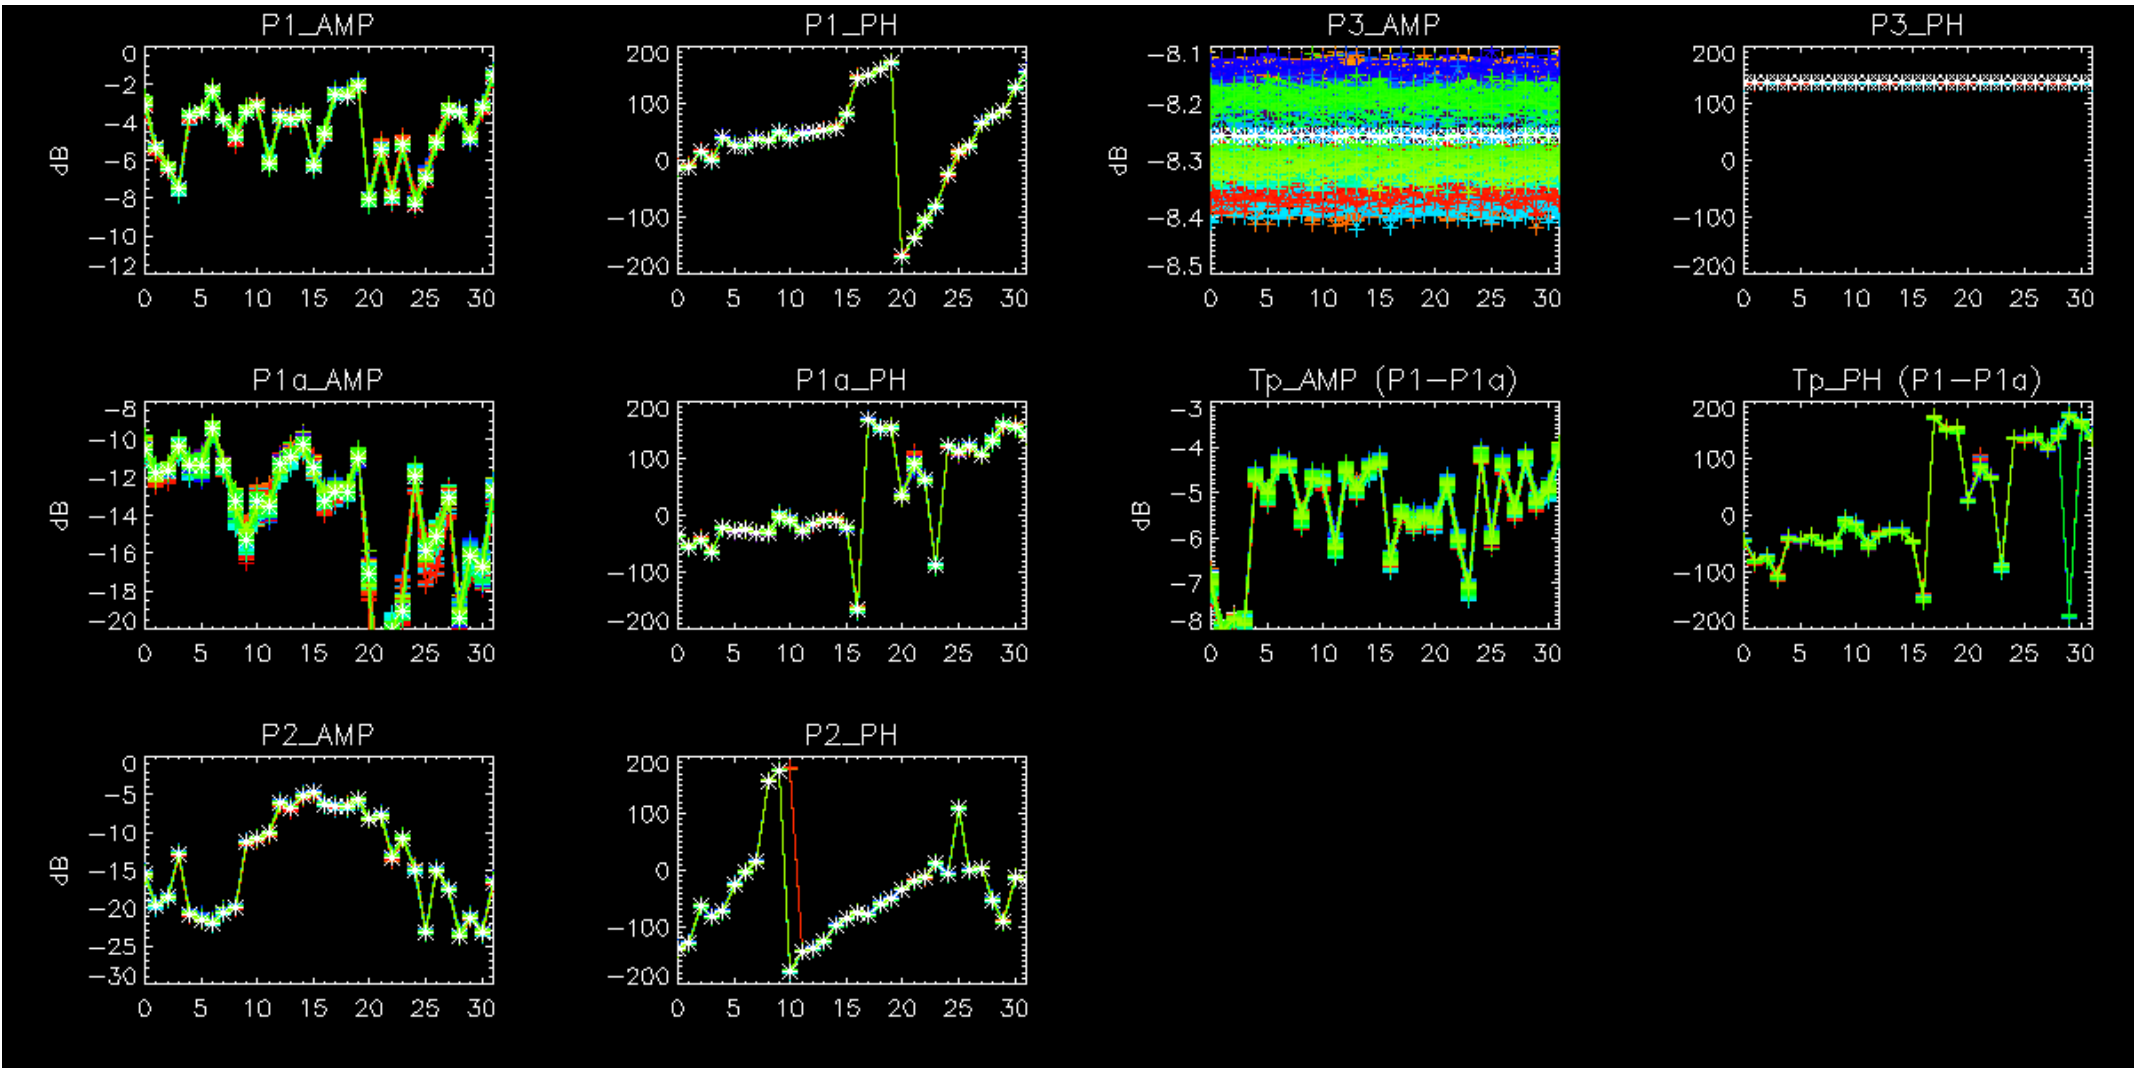 P1_AMP
P1_PH
P3_AMP
P3_PH
dB
0
−2
−4
−6
−8
−10
−12
0 5 10 15 20 25 30
200
100
0
−100
−200
0 5 10 15 20 25 30
dB
−8.1
−8.2
−8.3
−8.4
−8.5
0 5 10 15 20 25 30
200
100
0
−100
−200
0 5 10 15 20 25 30
P1a_AMP
P1a_PH
Tp_AMP (P1−P1a)
Tp_PH (P1−P1a)
dB
−8
−10
−12
−14
−16
−18
−20
0 5 10 15 20 25 30
200
100
0
−100
−200
0 5 10 15 20 25 30
dB
−3
−4
−5
−6
−7
−8
0 5 10 15 20 25 30
200
100
0
−100
−200
0 5 10 15 20 25 30
P2_AMP
P2_PH
dB
0
−5
−10
−15
−20
−25
−30
0 5 10 15 20 25 30
200
100
0
−100
−200
0 5 10 15 20 25 30